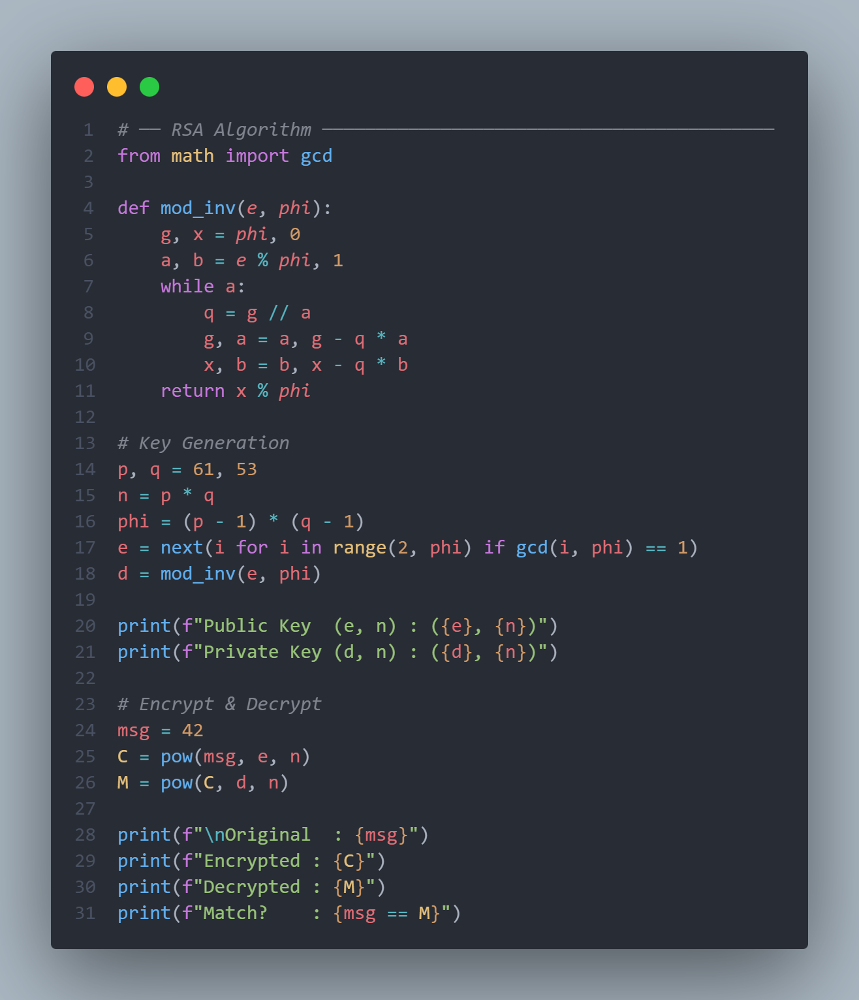 1 # ── RSA Algorithm ──────────────────────────────────────────
2 from math import gcd
3
4 def mod_inv(e, phi):
5     g, x = phi, 0
6     a, b = e % phi, 1
7     while a:
8         q = g // a
9         g, a = a, g - q * a
10         x, b = b, x - q * b
11     return x % phi
12
13 # Key Generation
14 p, q = 61, 53
15 n = p * q
16 phi = (p - 1) * (q - 1)
17 e = next(i for i in range(2, phi) if gcd(i, phi) == 1)
18 d = mod_inv(e, phi)
19
20 print(f"Public Key  (e, n) : ({e}, {n})")
21 print(f"Private Key (d, n) : ({d}, {n})")
22
23 # Encrypt & Decrypt
24 msg = 42
25 C = pow(msg, e, n)
26 M = pow(C, d, n)
27
28 print(f"\nOriginal  : {msg}")
29 print(f"Encrypted : {C}")
30 print(f"Decrypted : {M}")
31 print(f"Match?    : {msg == M}")